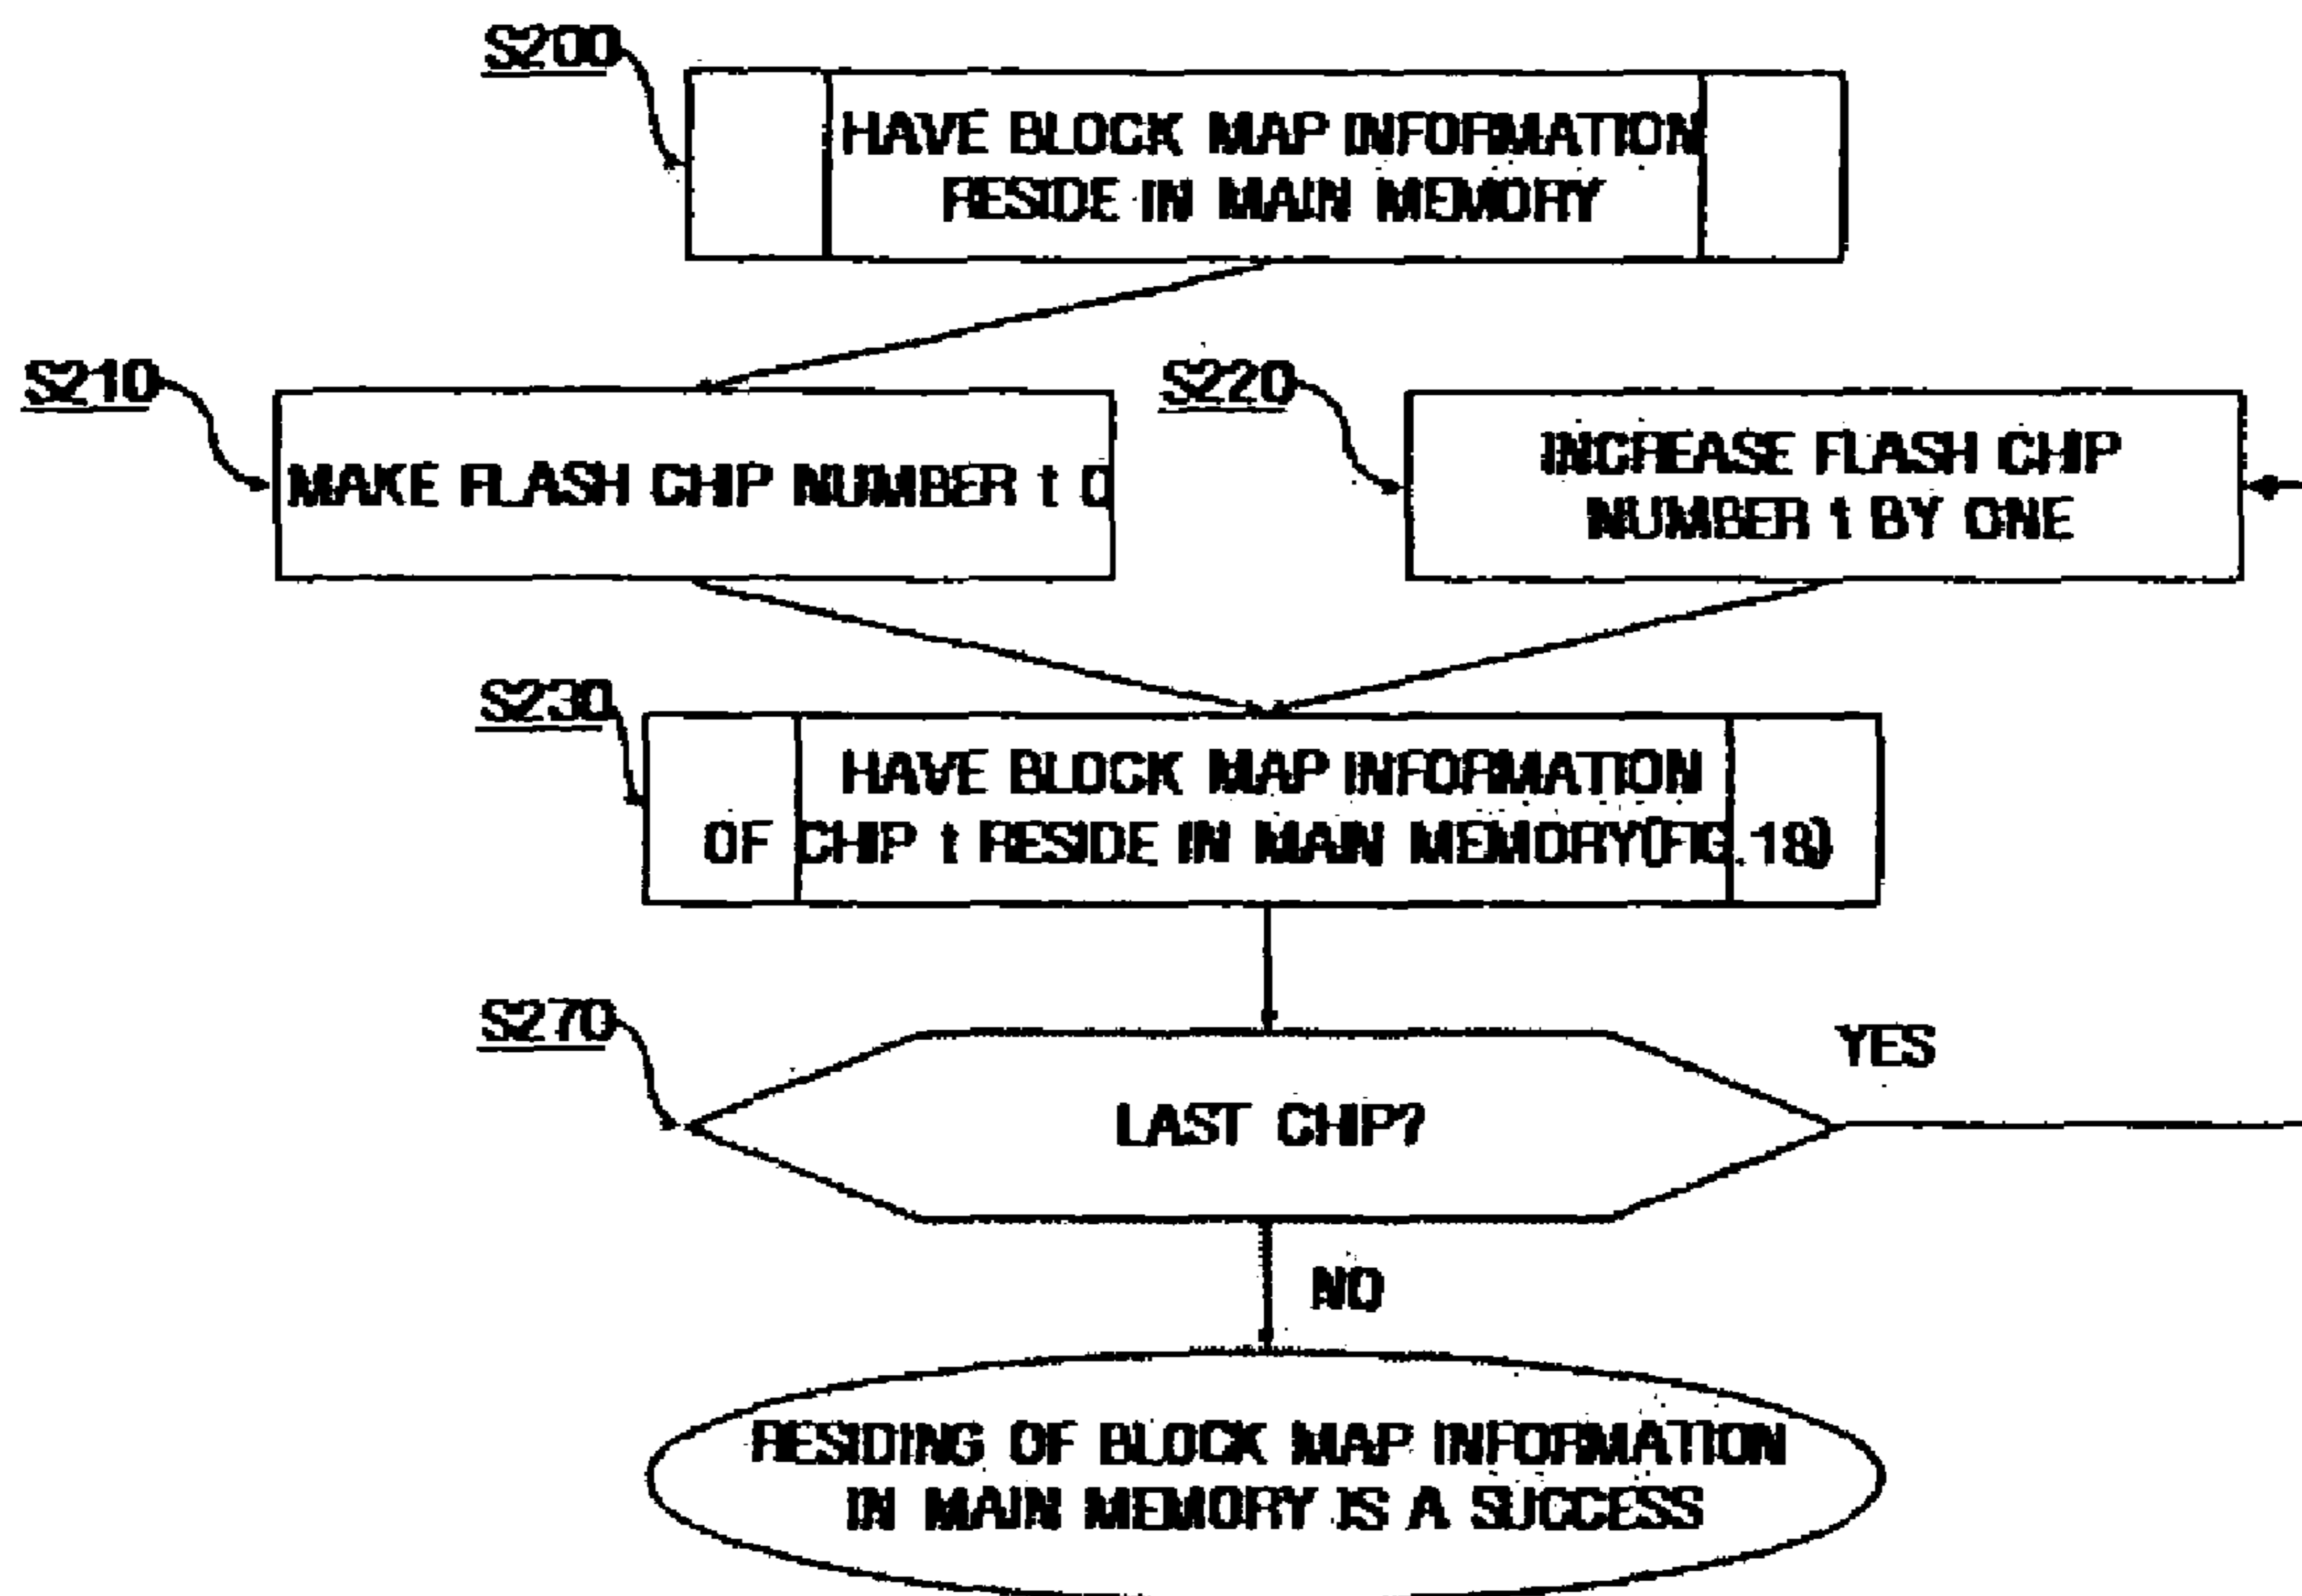 S200
HAVE BLOCK MAP INFORMATION
RESIDE IN MAIN MEMORY
S210
MAKE FLASH CHIP NUMBER t 0
S220
INCREASE FLASH CHIP
NUMBER t BY ONE
S230
HAVE BLOCK MAP INFORMATION
OF CHIP t RESIDE IN MAIN MEMORY(FIG.18)
S270
LAST CHIP?
YES
NO
RESIDING OF BLOCK MAP INFORMATION
IN MAIN MEMORY IS A SUCCESS